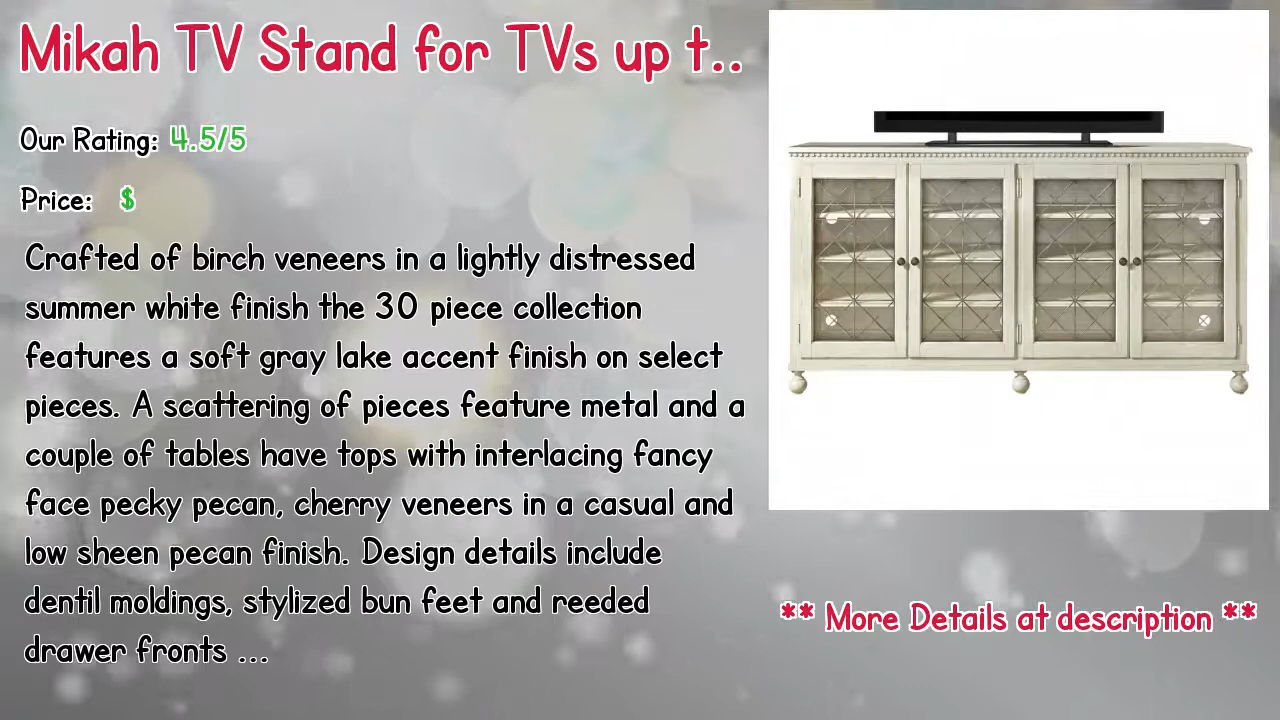 Mikah TV Stand for TVs up t..
Our Rating: 4.5/5
Price: $
Crafted of birch veneers in a lightly distressed
summer white finish the 30 piece collection
features a soft gray lake accent finish on select
pieces. A scattering of pieces feature metal and a
couple of tables have tops with interlacing fancy
face pecky pecan, cherry veneers in a casual and
low sheen pecan finish. Design details include
dentil moldings, stylized bun feet and reeded
drawer fronts ...
** More Details at description **